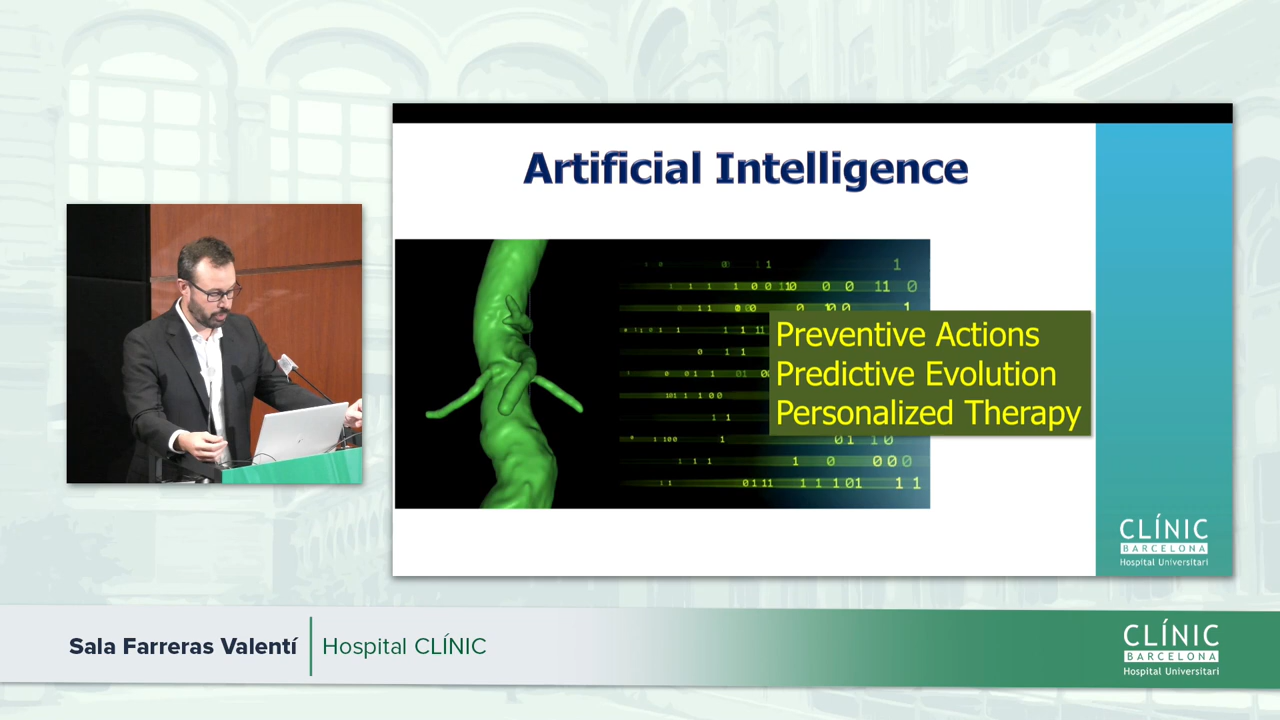 Artificial Intelligence
Preventive Actions
Predictive Evolution
Personalized Therapy
CLÍNIC
BARCELONA
Hospital Universitari
Sala Farreras Valentí
Hospital CLÍNIC
CLÍNIC
BARCELONA
Hospital Universitari